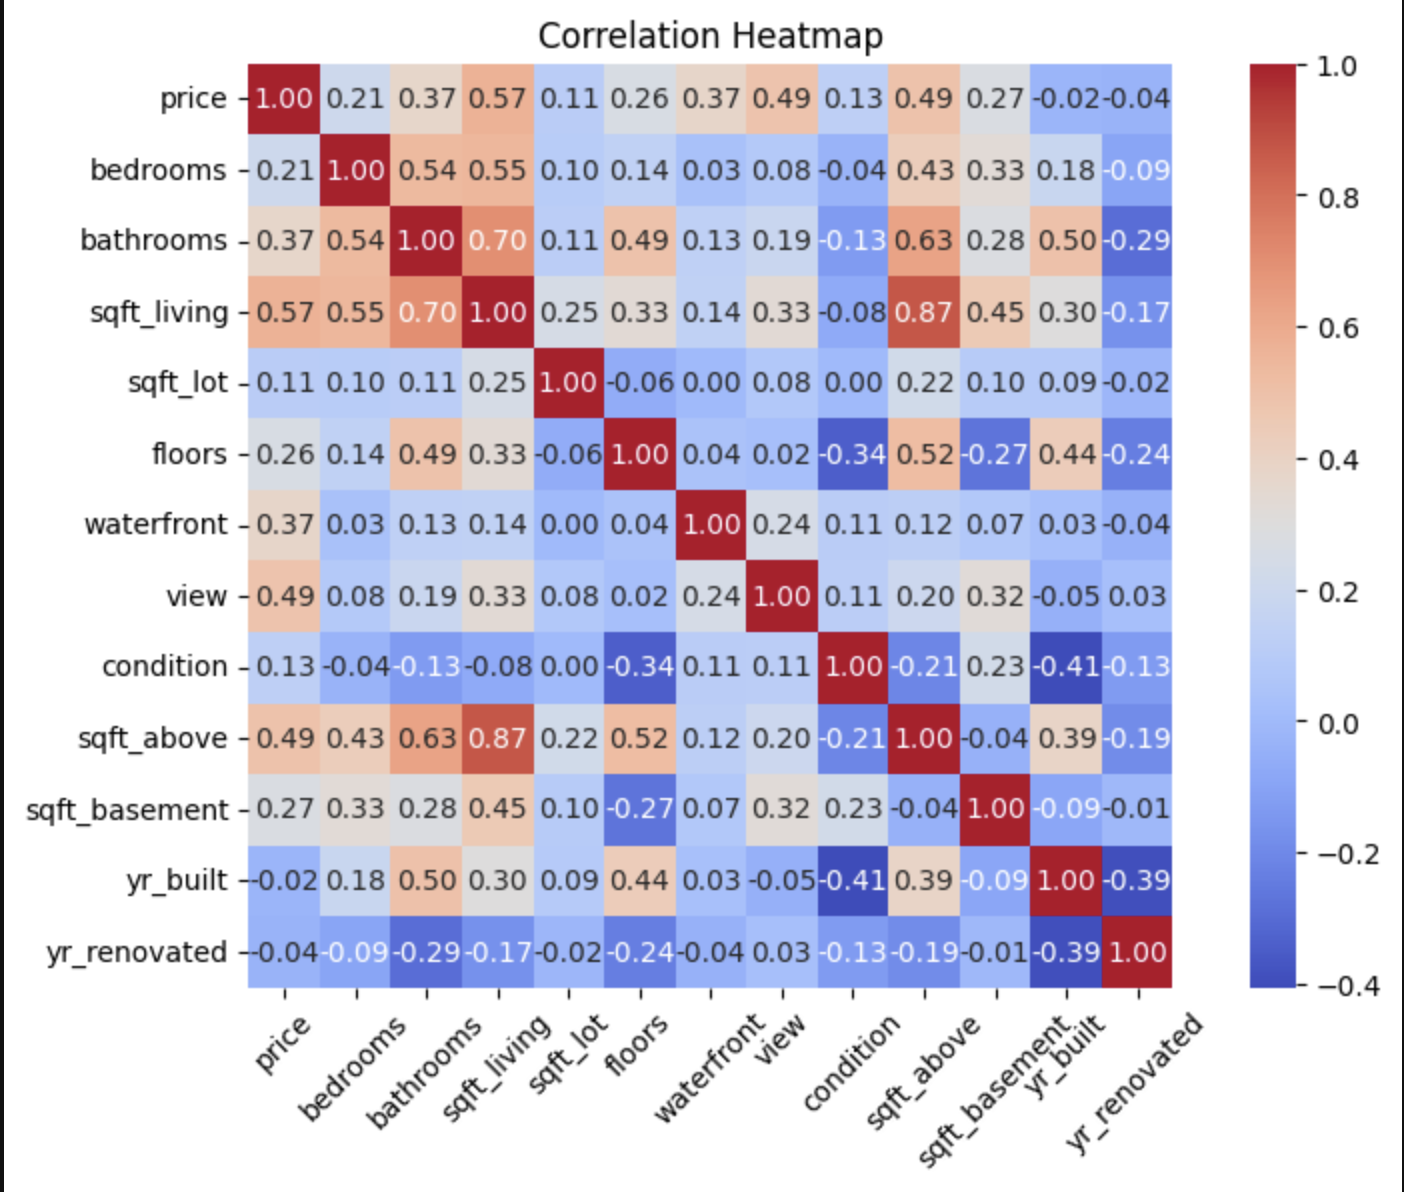 Correlation Heatmap
price 1.00 0.21 0.37 0.57 0.11 0.26 0.37 0.49 0.13 0.49 0.27 -0.02 -0.04
bedrooms 0.21 1.00 0.54 0.55 0.10 0.14 0.03 0.08 -0.04 0.43 0.33 0.18 -0.09
bathrooms 0.37 0.54 1.00 0.70 0.11 0.49 0.13 0.19 -0.13 0.63 0.28 0.50 -0.29
sqft_living 0.57 0.55 0.70 1.00 0.25 0.33 0.14 0.33 -0.08 0.87 0.45 0.30 -0.17
sqft_lot 0.11 0.10 0.11 0.25 1.00 -0.06 0.00 0.08 0.00 0.22 0.10 0.09 -0.02
floors 0.26 0.14 0.49 0.33 -0.06 1.00 0.04 0.02 -0.34 0.52 -0.27 0.44 -0.24
waterfront 0.37 0.03 0.13 0.14 0.00 0.04 1.00 0.24 0.11 0.12 0.07 0.03 -0.04
view 0.49 0.08 0.19 0.33 0.08 0.02 0.24 1.00 0.11 0.20 0.32 -0.05 0.03
condition 0.13 -0.04 -0.13 -0.08 0.00 -0.34 0.11 0.11 1.00 -0.21 0.23 -0.41 -0.13
sqft_above 0.49 0.43 0.63 0.87 0.22 0.52 0.12 0.20 -0.21 1.00 -0.04 0.39 -0.19
sqft_basement 0.27 0.33 0.28 0.45 0.10 -0.27 0.07 0.32 0.23 -0.04 1.00 -0.09 -0.01
yr_built -0.02 0.18 0.50 0.30 0.09 0.44 0.03 -0.05 -0.41 0.39 -0.09 1.00 -0.39
yr_renovated -0.04 -0.09 -0.29 -0.17 -0.02 -0.24 -0.04 0.03 -0.13 -0.19 -0.01 -0.39 1.00
price bedrooms bathrooms sqft_living sqft_lot floors waterfront view condition sqft_above sqft_basement yr_built yr_renovated
1.0
0.8
0.6
0.4
0.2
0.0
−0.2
−0.4